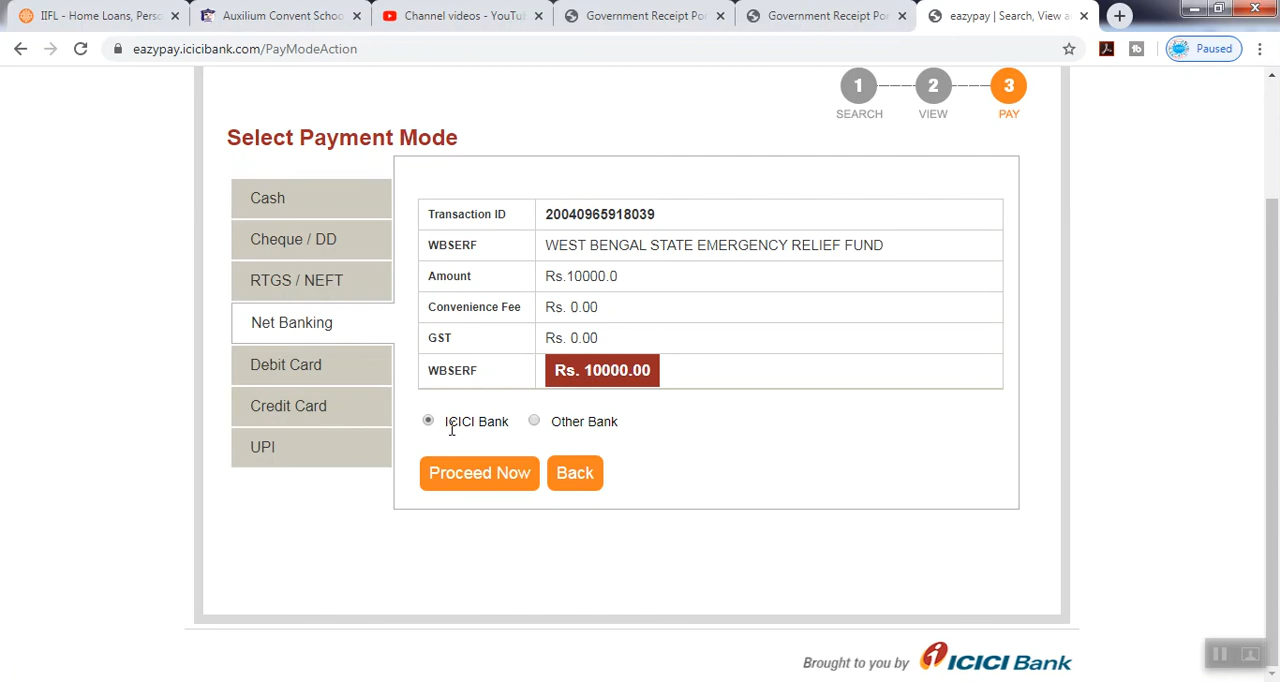 IIFL - Home Loans, Perso
Auxilium Convent Schoo
Channel videos - YouTu
Government Receipt Por
Government Receipt Por
eazypay | Search, View a
eazypay.icicibank.com/PayModeAction
Paused
1
2
3
SEARCH
VIEW
PAY
Select Payment Mode
Cash
Cheque / DD
RTGS / NEFT
Net Banking
Debit Card
Credit Card
UPI
Transaction ID 20040965918039
WBSERF WEST BENGAL STATE EMERGENCY RELIEF FUND
Amount Rs.10000.0
Convenience Fee Rs. 0.00
GST Rs. 0.00
WBSERF Rs. 10000.00
ICICI Bank Other Bank
Proceed Now Back
Brought to you by ICICI Bank